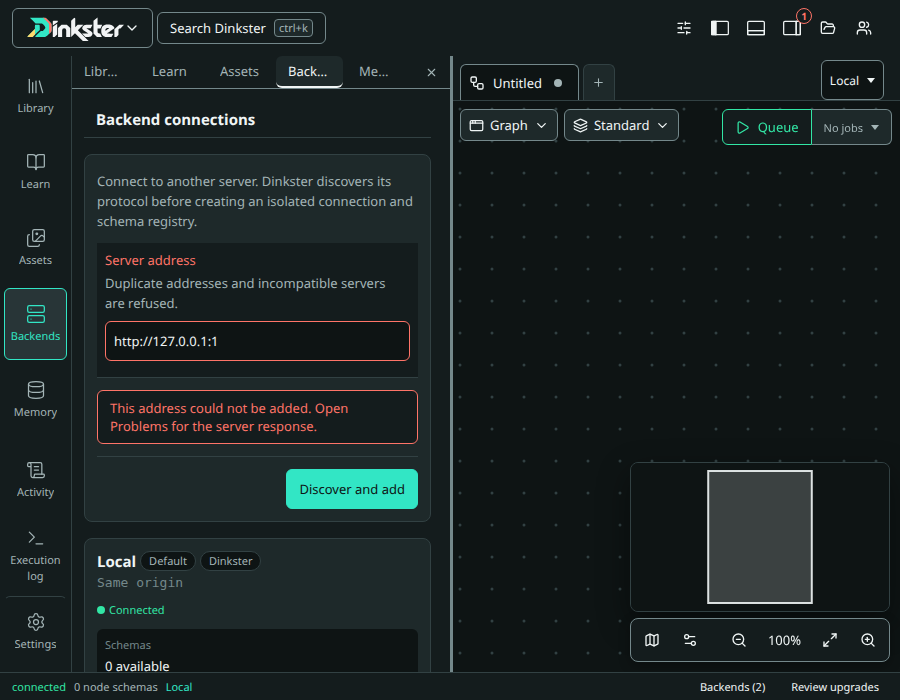 Dinkster
Search Dinkster ctrl+k
1
Libr...
Learn
Assets
Back...
Me...
Untitled
Local
Library
Learn
Assets
Backends
Memory
Activity
Execution
log
Settings
Backend connections
Connect to another server. Dinkster discovers its
protocol before creating an isolated connection and
schema registry.
Server address
Duplicate addresses and incompatible servers
are refused.
http://127.0.0.1:1
This address could not be added. Open
Problems for the server response.
Discover and add
Local Default Dinkster
Same origin
Connected
Schemas
0 available
Graph
Standard
Queue
No jobs
100%
connected 0 node schemas Local
Backends (2) Review upgrades